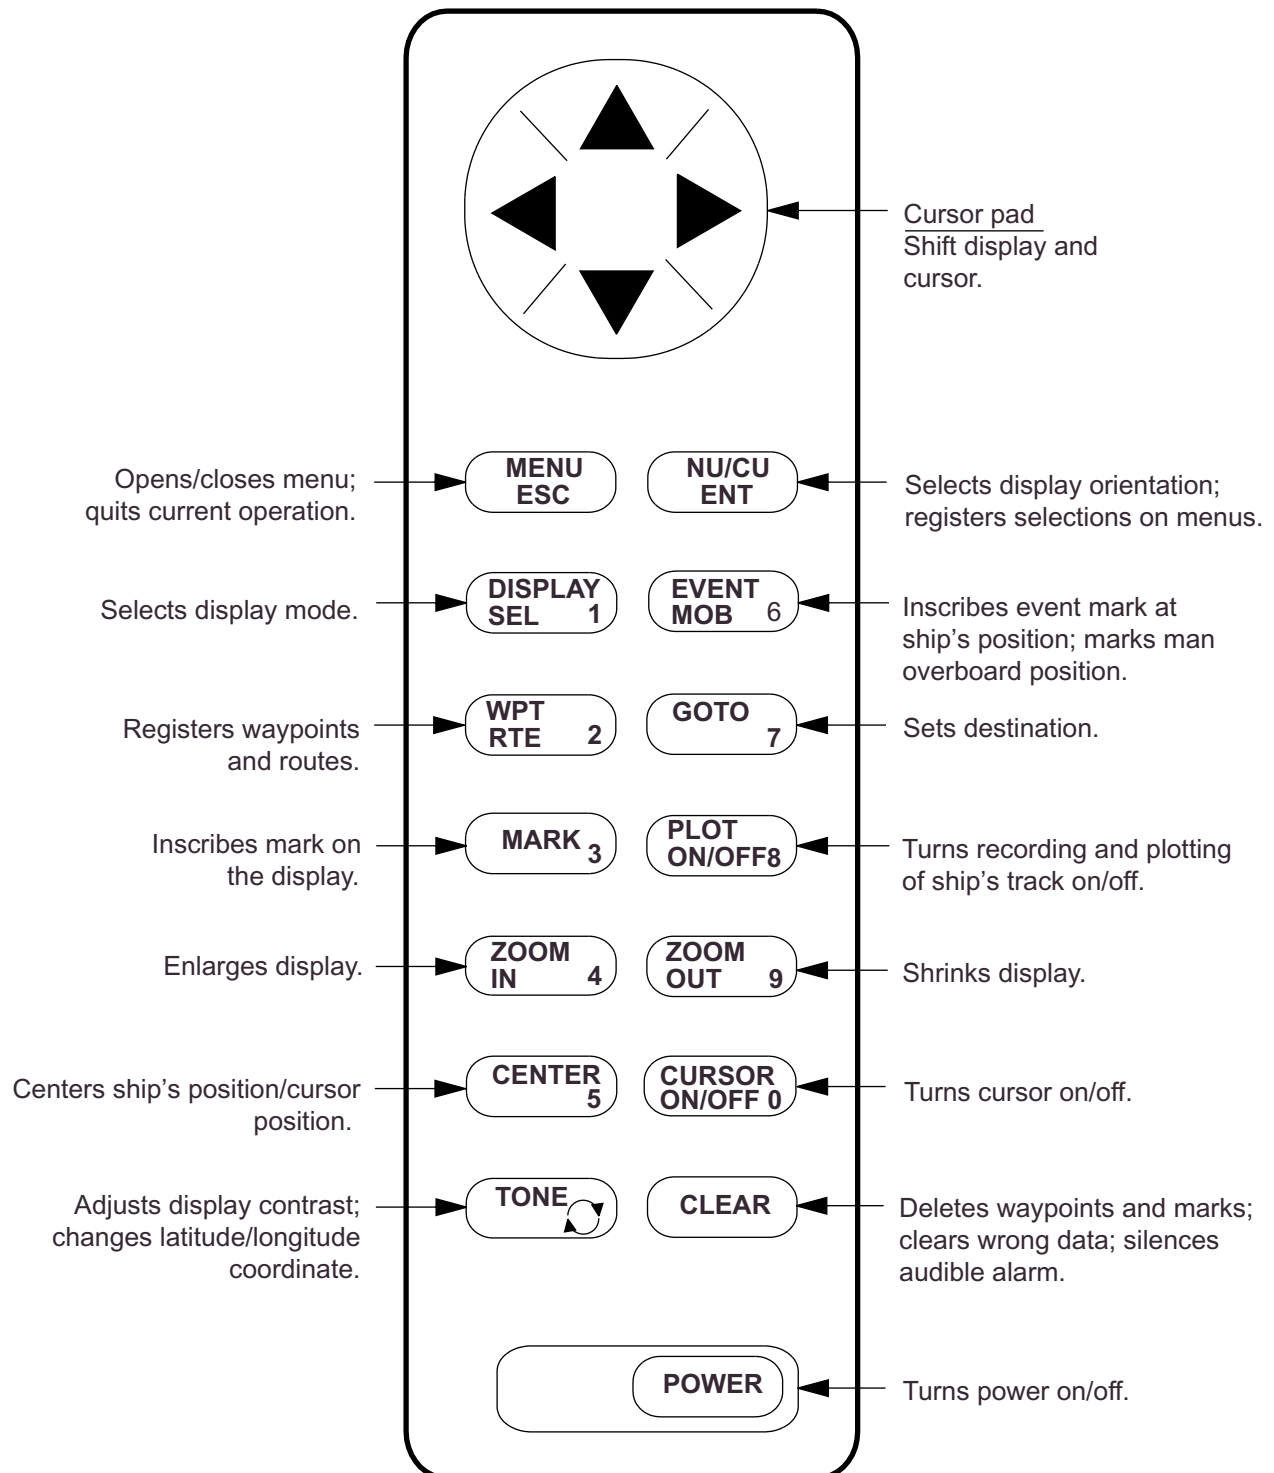 Cursor pad
Shift display and
cursor.
Opens/closes menu;
quits current operation.
MENU
ESC
NU/CU
ENT
Selects display orientation;
registers selections on menus.
Selects display mode.
DISPLAY
SEL 1
EVENT
MOB 6
Inscribes event mark at
ship's position; marks man
overboard position.
Registers waypoints
and routes.
WPT
RTE 2
GOTO
7
Sets destination.
Inscribes mark on
the display.
MARK 3
PLOT
ON/OFF8
Turns recording and plotting
of ship's track on/off.
Enlarges display.
ZOOM
IN 4
ZOOM
OUT 9
Shrinks display.
Centers ship's position/cursor
position.
CENTER
5
CURSOR
ON/OFF 0
Turns cursor on/off.
Adjusts display contrast;
changes latitude/longitude
coordinate.
TONE
CLEAR
Deletes waypoints and marks;
clears wrong data; silences
audible alarm.
POWER
Turns power on/off.